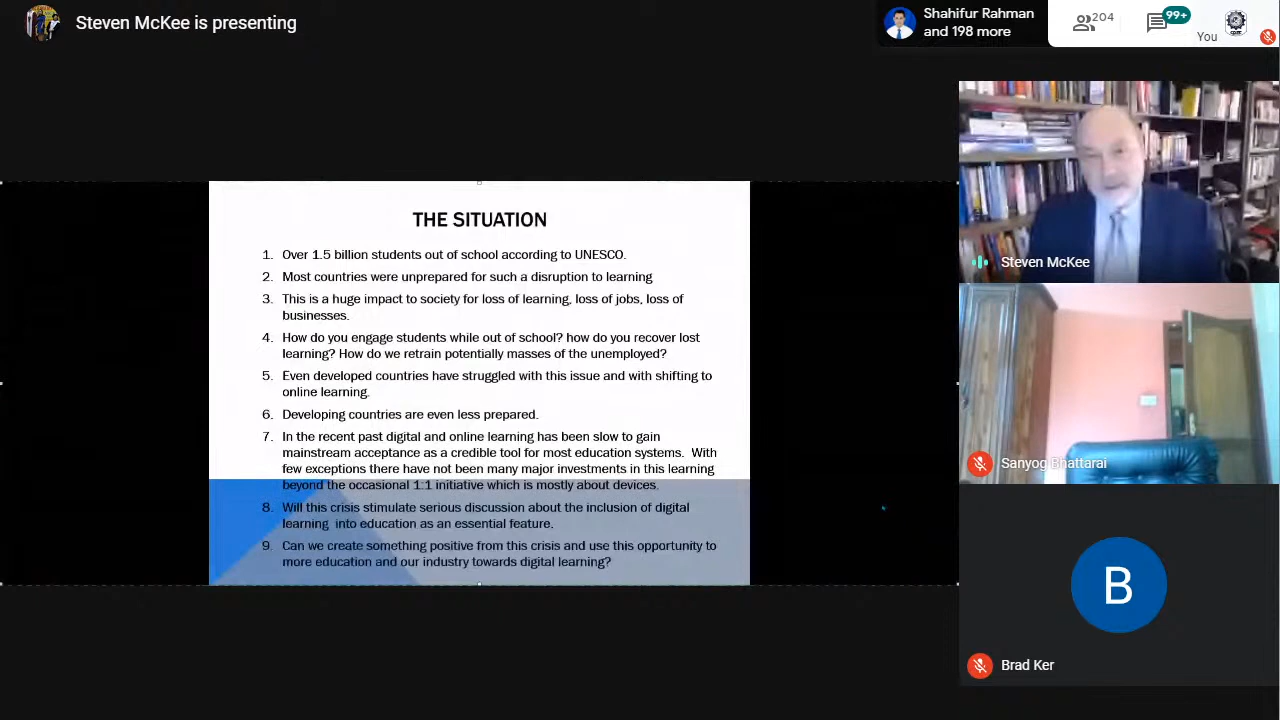 Steven McKee is presenting
Shahifur Rahman
and 198 more
204
99+
You
THE SITUATION
1. Over 1.5 billion students out of school according to UNESCO.
2. Most countries were unprepared for such a disruption to learning
3. This is a huge impact to society for loss of learning, loss of jobs, loss of
businesses.
4. How do you engage students while out of school? how do you recover lost
learning? How do we retrain potentially masses of the unemployed?
5. Even developed countries have struggled with this issue and with shifting to
online learning.
6. Developing countries are even less prepared.
7. In the recent past digital and online learning has been slow to gain
mainstream acceptance as a credible tool for most education systems. With
few exceptions there have not been many major investments in this learning
beyond the occasional 1:1 initiative which is mostly about devices.
8. Will this crisis stimulate serious discussion about the inclusion of digital
learning into education as an essential feature.
9. Can we create something positive from this crisis and use this opportunity to
more education and our industry towards digital learning?
Steven McKee
Sanyog Bhattarai
B
Brad Ker